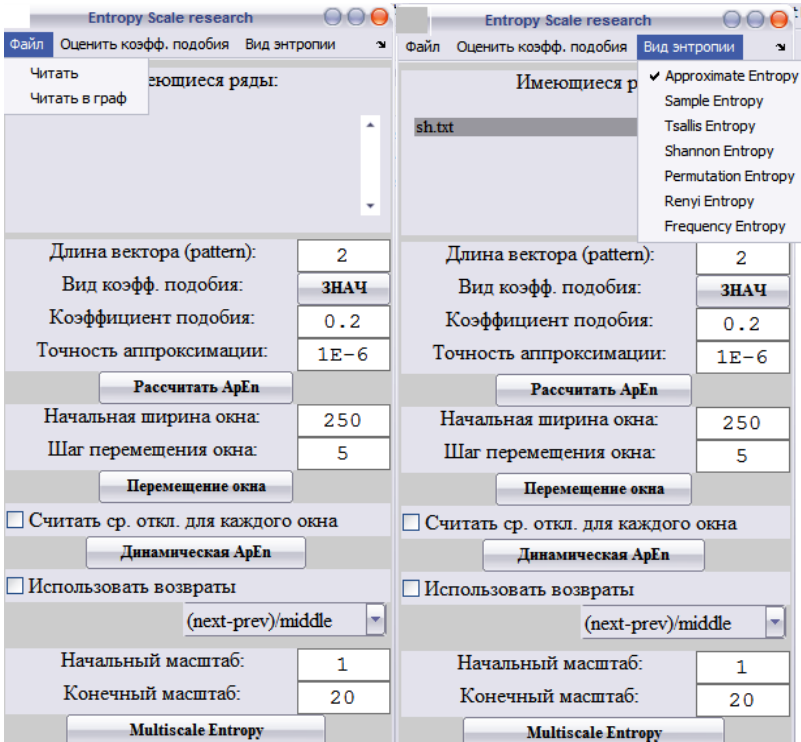 Entropy Scale research
Файл Оценить коэфф. подобия Вид энтропии
Читать
Читать в граф
ряды:
Длина вектора (pattern): 2
Вид коэфф. подобия: ЗНАЧ
Коэффициент подобия: 0.2
Точность аппроксимации: 1E-6
Рассчитать ApEn
Начальная ширина окна: 250
Шаг перемещения окна: 5
Перемещение окна
Считать ср. откл. для каждого окна
Динамическая ApEn
Использовать возвраты
(next-prev)/middle
Начальный масштаб: 1
Конечный масштаб: 20
Multiscale Entropy
Entropy Scale research
Файл Оценить коэфф. подобия Вид энтропии
Имеющиеся р
sh.txt
Approximate Entropy
Sample Entropy
Tsallis Entropy
Shannon Entropy
Permutation Entropy
Renyi Entropy
Frequency Entropy
Длина вектора (pattern): 2
Вид коэфф. подобия: ЗНАЧ
Коэффициент подобия: 0.2
Точность аппроксимации: 1E-6
Рассчитать ApEn
Начальная ширина окна: 250
Шаг перемещения окна: 5
Перемещение окна
Считать ср. откл. для каждого окна
Динамическая ApEn
Использовать возвраты
(next-prev)/middle
Начальный масштаб: 1
Конечный масштаб: 20
Multiscale Entropy